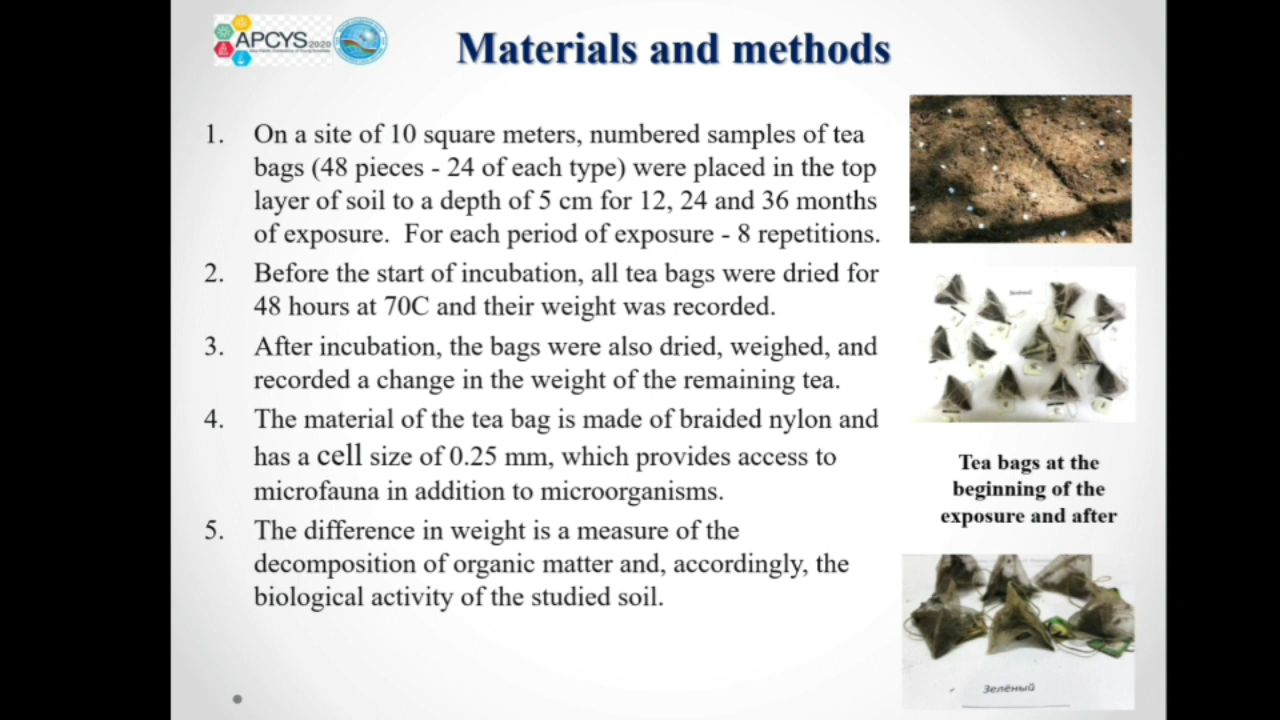 APCYS 2020
Materials and methods
1. On a site of 10 square meters, numbered samples of tea
bags (48 pieces - 24 of each type) were placed in the top
layer of soil to a depth of 5 cm for 12, 24 and 36 months
of exposure. For each period of exposure - 8 repetitions.
2. Before the start of incubation, all tea bags were dried for
48 hours at 70C and their weight was recorded.
3. After incubation, the bags were also dried, weighed, and
recorded a change in the weight of the remaining tea.
4. The material of the tea bag is made of braided nylon and
has a cell size of 0.25 mm, which provides access to
microfauna in addition to microorganisms.
5. The difference in weight is a measure of the
decomposition of organic matter and, accordingly, the
biological activity of the studied soil.
Зелёный
Tea bags at the
beginning of the
exposure and after
Зелёный